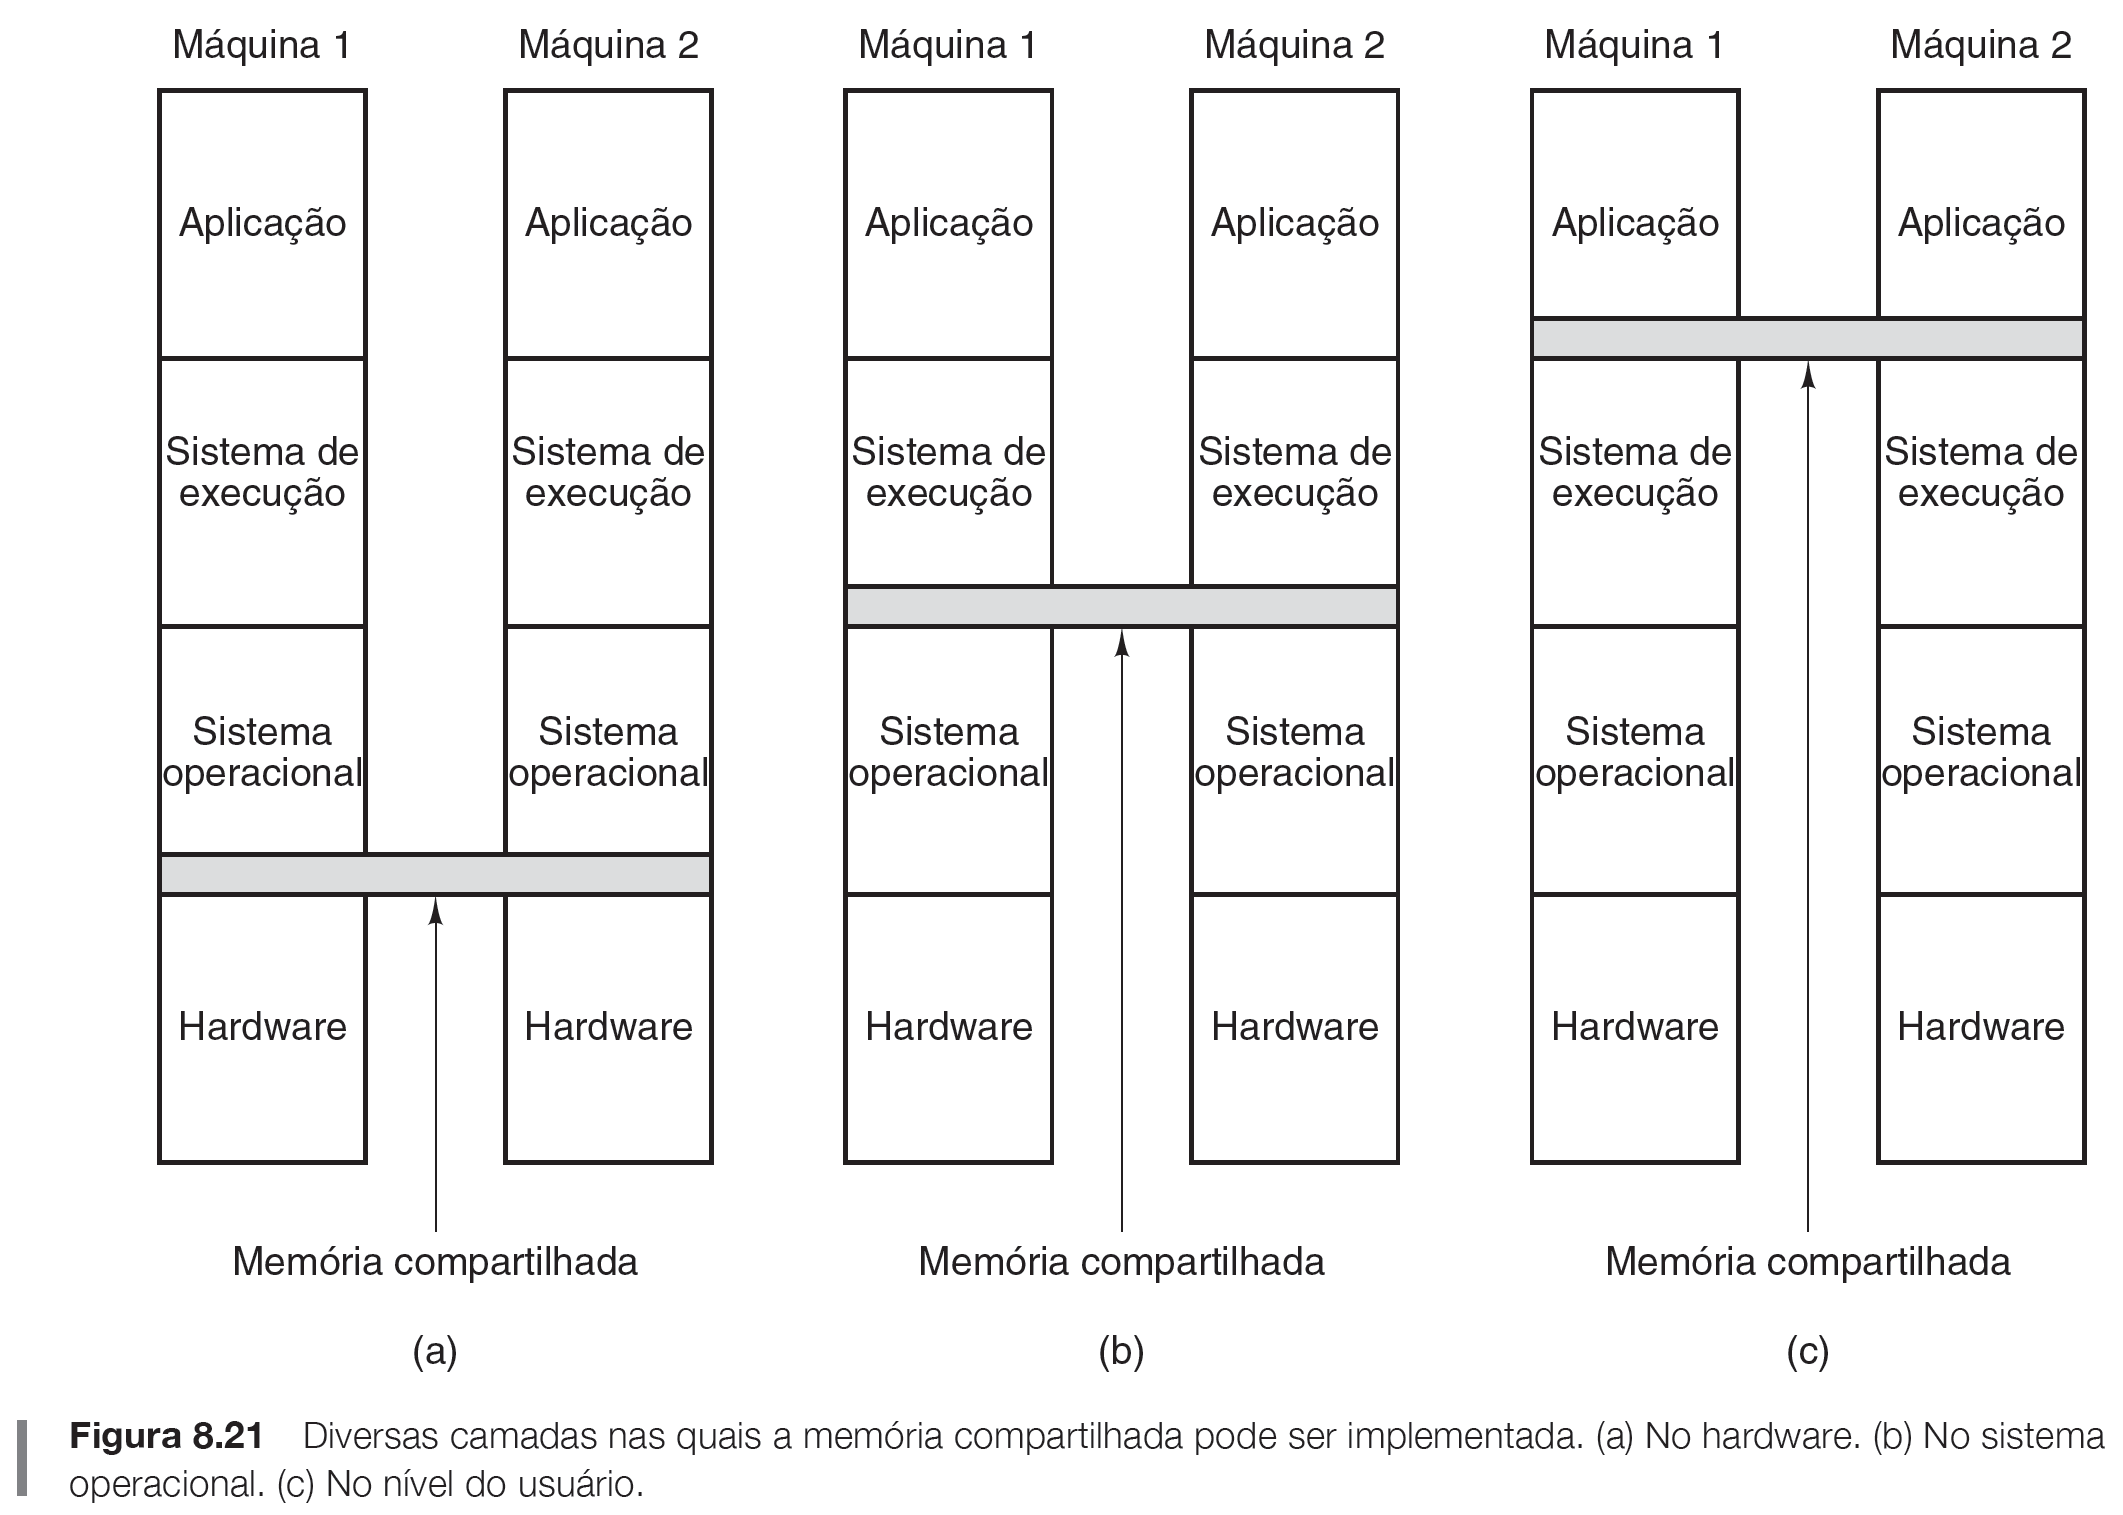 Máquina 1 Máquina 2 Máquina 1 Máquina 2 Máquina 1 Máquina 2
Aplicação Aplicação Aplicação Aplicação Aplicação Aplicação
Sistema de Sistema de Sistema de Sistema de Sistema de Sistema de
execução execução execução execução execução execução
Sistema Sistema Sistema Sistema Sistema Sistema
operacional operacional operacional operacional operacional operacional
Hardware Hardware Hardware Hardware Hardware Hardware
Memória compartilhada Memória compartilhada Memória compartilhada
(a) (b) (c)
Figura 8.21 Diversas camadas nas quais a memória compartilhada pode ser implementada. (a) No hardware. (b) No sistema
operacional. (c) No nível do usuário.